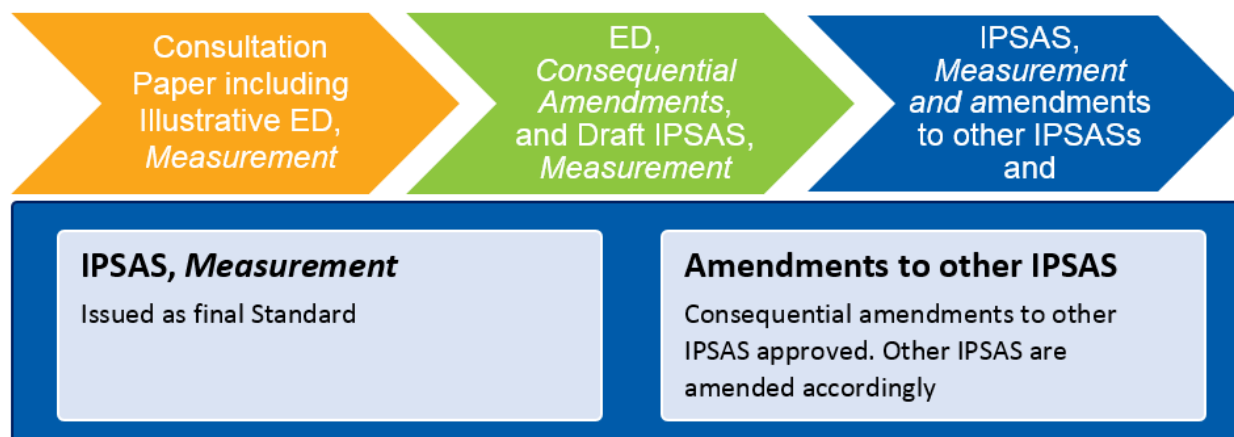 Consultation
Paper including
Illustrative ED,
Measurement
ED,
Consequential
Amendments,
and Draft IPSAS,
Measurement
IPSAS,
Measurement
and amendments
to other IPSASs
and
IPSAS, Measurement
Issued as final Standard
Amendments to other IPSAS
Consequential amendments to other
IPSAS approved. Other IPSAS are
amended accordingly